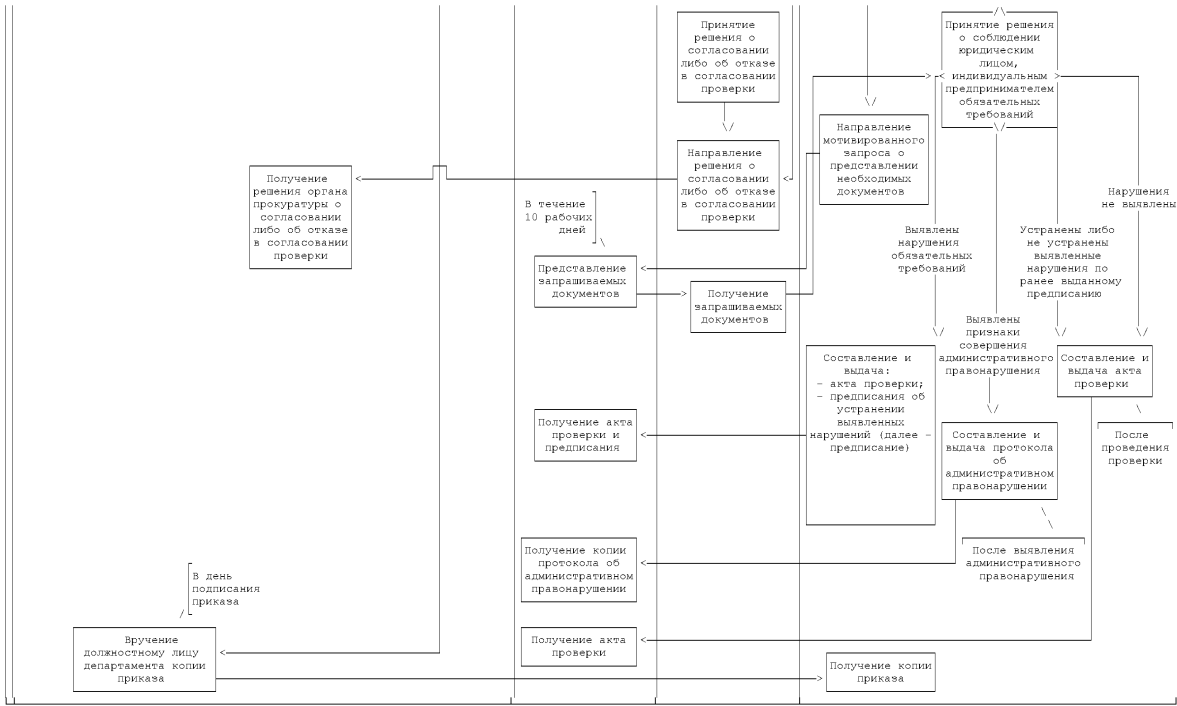 Принятие
решения о
согласовании
либо об отказе
в согласовании
проверки
Принятие решения
о соблюдении
юридическим
лицом,
индивидуальным
предпринимателем
обязательных
требований
Направление
мотивированного
запроса о
представлении
необходимых
документов
Направление
решения о
согласовании
либо об отказе
в согласовании
проверки
Получение
решения органа
прокуратуры о
согласовании
либо об отказе
в согласовании
проверки
В течение
10 рабочих
дней
Нарушения
не выявлены
Выявлены
нарушения
обязательных
требований
Устранены либо
не устранены
выявленные
нарушения по
ранее выданному
предписанию
Представление
запрашиваемых
документов
Получение
запрашиваемых
документов
Выявлены
признаки
совершения
административного
правонарушения
Составление и
выдача:
- акта проверки;
- предписания об
устранении
выявленных
нарушений (далее -
предписание)
Составление и
выдача акта
проверки
Получение акта
проверки и
предписания
Составление и
выдача протокола
об
административном
правонарушении
После
проведения
проверки
Получение копии
протокола об
административном
правонарушении
После выявления
административного
правонарушения
В день
подписания
приказа
Вручение
должностному лицу
департамента копии
приказа
Получение акта
проверки
Получение копии
приказа